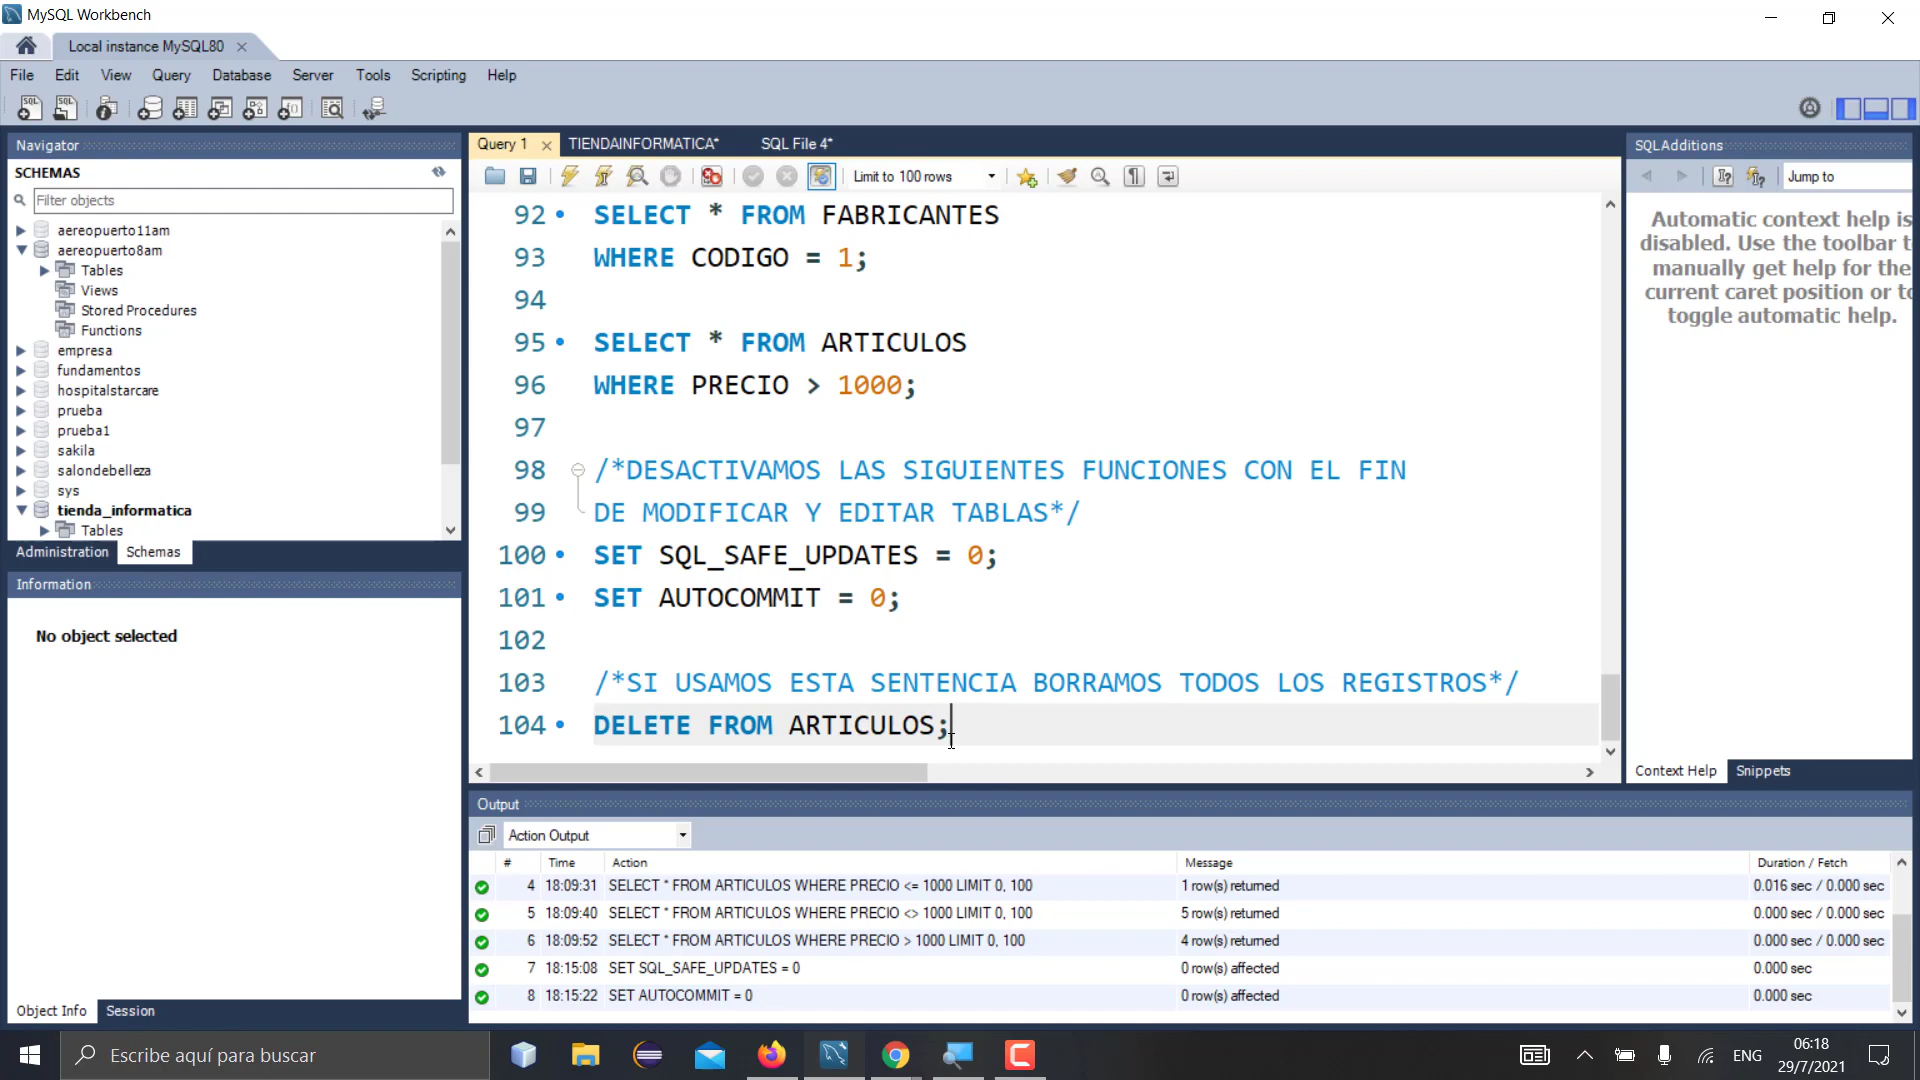 MySQL Workbench
Local instance MySQL80
File Edit View Query Database Server Tools Scripting Help
Navigator
SCHEMAS
Filter objects
aereopuerto11am
aereopuerto8am
Tables
Views
Stored Procedures
Functions
empresa
fundamentos
hospitalstarcare
prueba
prueba1
sakila
salondebelleza
sys
tienda_informatica
Tables
Administration Schemas
Information
No object selected
Object Info Session
Query 1 TIENDAINFORMATICA* SQL File 4*
Limit to 100 rows
92 SELECT * FROM FABRICANTES
93 WHERE CODIGO = 1;
94
95 SELECT * FROM ARTICULOS
96 WHERE PRECIO > 1000;
97
98 /*DESACTIVAMOS LAS SIGUIENTES FUNCIONES CON EL FIN
99 DE MODIFICAR Y EDITAR TABLAS*/
100 SET SQL_SAFE_UPDATES = 0;
101 SET AUTOCOMMIT = 0;
102
103 /*SI USAMOS ESTA SENTENCIA BORRAMOS TODOS LOS REGISTROS*/
104 DELETE FROM ARTICULOS;
SQLAdditions
Jump to
Automatic context help is
disabled. Use the toolbar t
manually get help for the
current caret position or to
toggle automatic help.
Context Help Snippets
Output
Action Output
# Time Action Message Duration / Fetch
4 18:09:31 SELECT * FROM ARTICULOS WHERE PRECIO <= 1000 LIMIT 0, 100 1 row(s) returned 0.016 sec / 0.000 sec
5 18:09:40 SELECT * FROM ARTICULOS WHERE PRECIO <> 1000 LIMIT 0, 100 5 row(s) returned 0.000 sec / 0.000 sec
6 18:09:52 SELECT * FROM ARTICULOS WHERE PRECIO > 1000 LIMIT 0, 100 4 row(s) returned 0.000 sec / 0.000 sec
7 18:15:08 SET SQL_SAFE_UPDATES = 0 0 row(s) affected 0.000 sec
8 18:15:22 SET AUTOCOMMIT = 0 0 row(s) affected 0.000 sec
Escribe aquí para buscar
ENG
06:18
29/7/2021